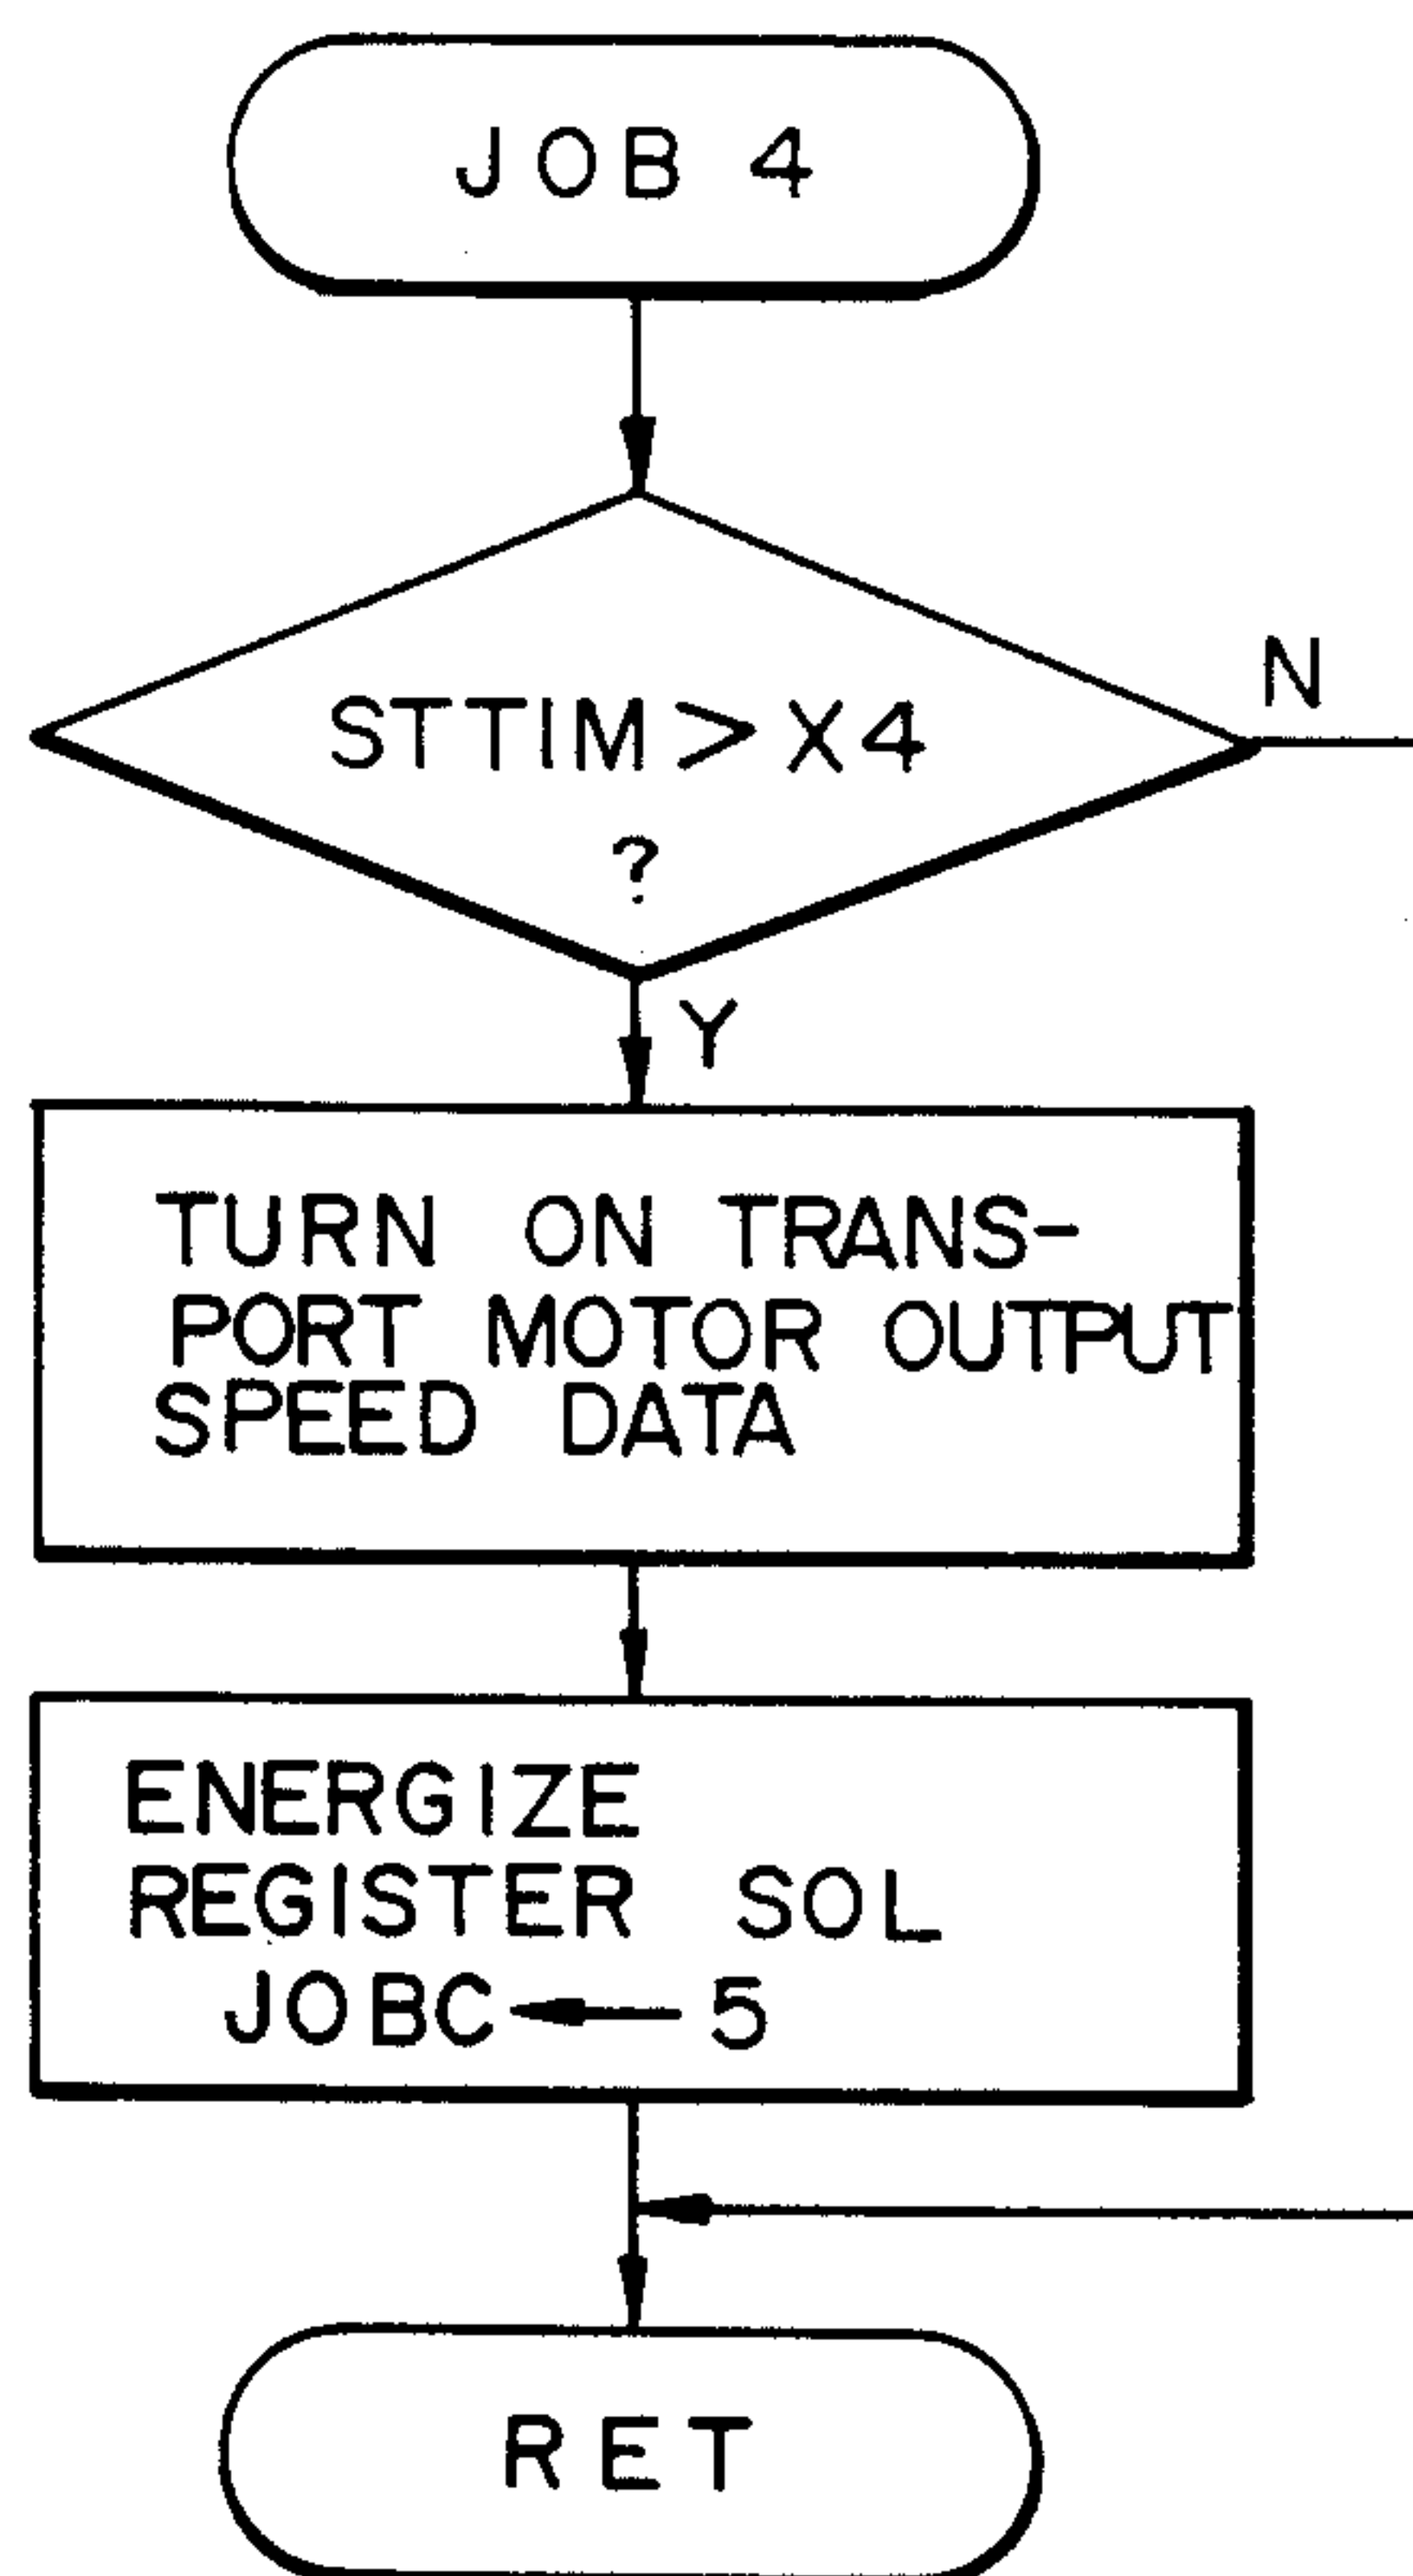 JOB 4
N
STTIM>X4
?
Y
TURN ON TRANS-
PORT MOTOR OUTPUT
SPEED DATA
ENERGIZE
REGISTER SOL
JOBC←5
RET